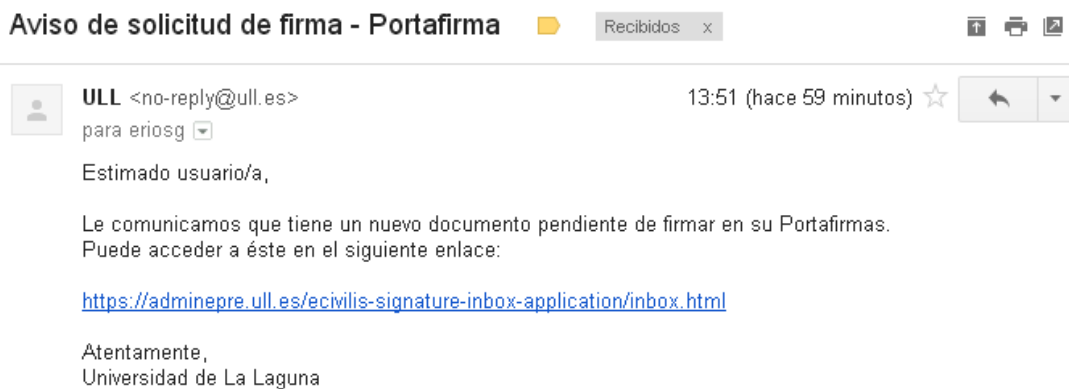 Aviso de solicitud de firma - Portafirma
Recibidos x
ULL <no-reply@ull.es>
13:51 (hace 59 minutos)
para eriosg
Estimado usuario/a,
Le comunicamos que tiene un nuevo documento pendiente de firmar en su Portafirmas.
Puede acceder a éste en el siguiente enlace:
https://adminepre.ull.es/ecivilis-signature-inbox-application/inbox.html
Atentamente,
Universidad de La Laguna